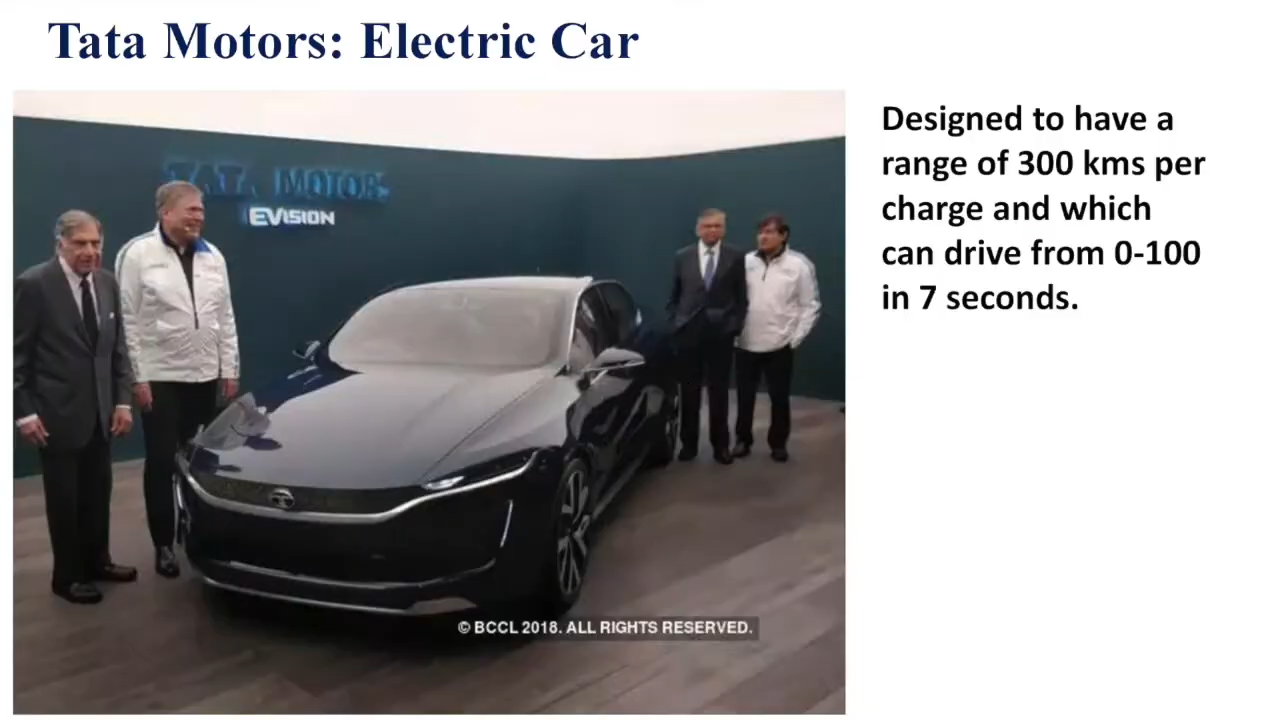 Tata Motors: Electric Car
TATA MOTORS
EVISION
Designed to have a
range of 300 kms per
charge and which
can drive from 0-100
in 7 seconds.
© BCCL 2018. ALL RIGHTS RESERVED.